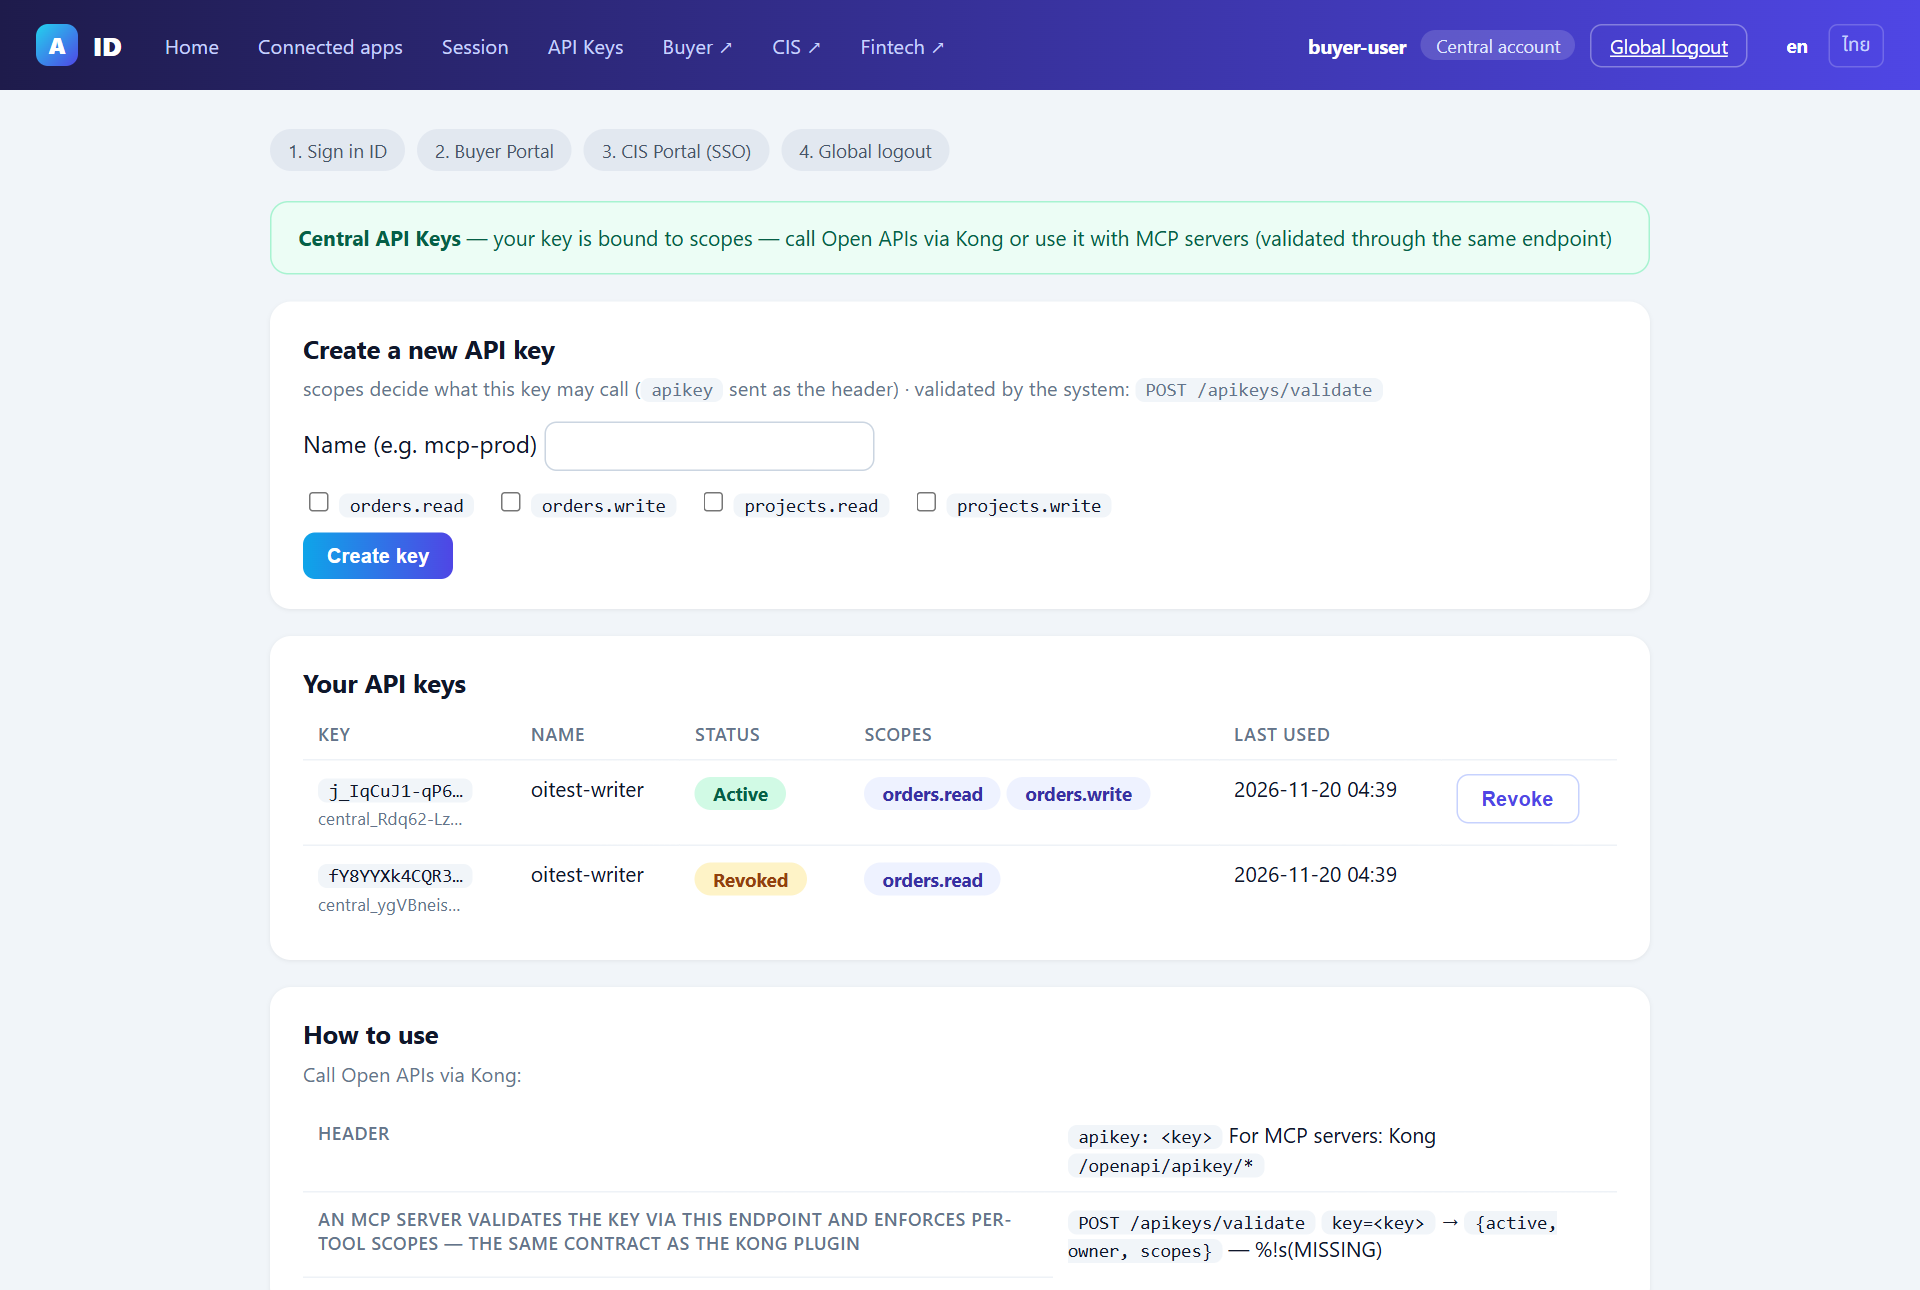 A ID Home Connected apps Session API Keys Buyer ↗ CIS ↗ Fintech ↗ buyer-user Central account Global logout en ไทย
1. Sign in ID 2. Buyer Portal 3. CIS Portal (SSO) 4. Global logout
Central API Keys — your key is bound to scopes — call Open APIs via Kong or use it with MCP servers (validated through the same endpoint)
Create a new API key
scopes decide what this key may call ( apikey sent as the header) · validated by the system: POST /apikeys/validate
Name (e.g. mcp-prod)
orders.read orders.write projects.read projects.write
Create key
Your API keys
KEY NAME STATUS SCOPES LAST USED
j_IqCuJ1-qP6… oitest-writer Active orders.read orders.write 2026-11-20 04:39 Revoke
central_Rdq62-Lz…
fY8YYXk4CQR3… oitest-writer Revoked orders.read 2026-11-20 04:39
central_ygVBneis…
How to use
Call Open APIs via Kong:
HEADER apikey: <key> For MCP servers: Kong
/openapi/apikey/*
AN MCP SERVER VALIDATES THE KEY VIA THIS ENDPOINT AND ENFORCES PER- POST /apikeys/validate key=<key> → {active,
TOOL SCOPES — THE SAME CONTRACT AS THE KONG PLUGIN owner, scopes} — %!s(MISSING)